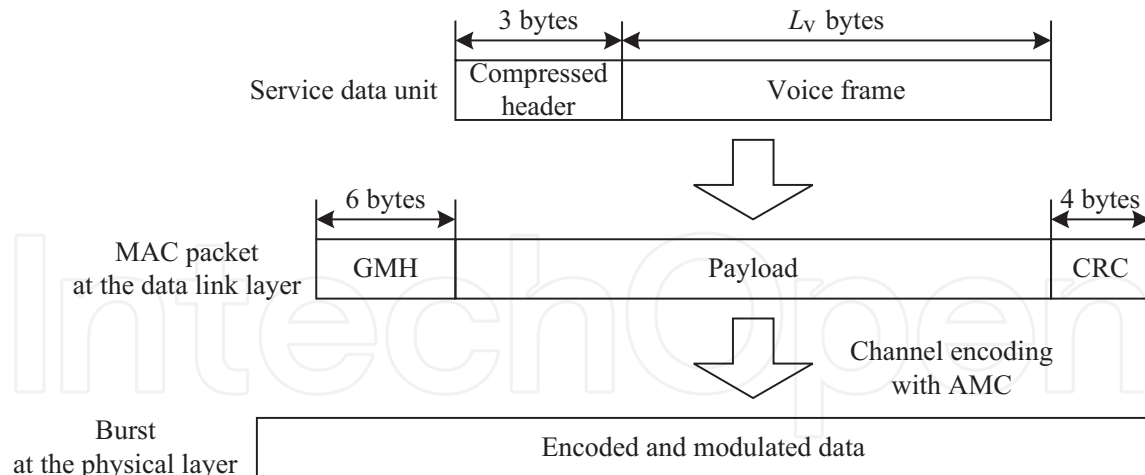 3 bytes
Lv bytes
Service data unit
Compressed
header
Voice frame
6 bytes
4 bytes
MAC packet
at the data link layer
GMH
Payload
CRC
IntechOpen
Channel encoding
with AMC
Burst
at the physical layer
Encoded and modulated data